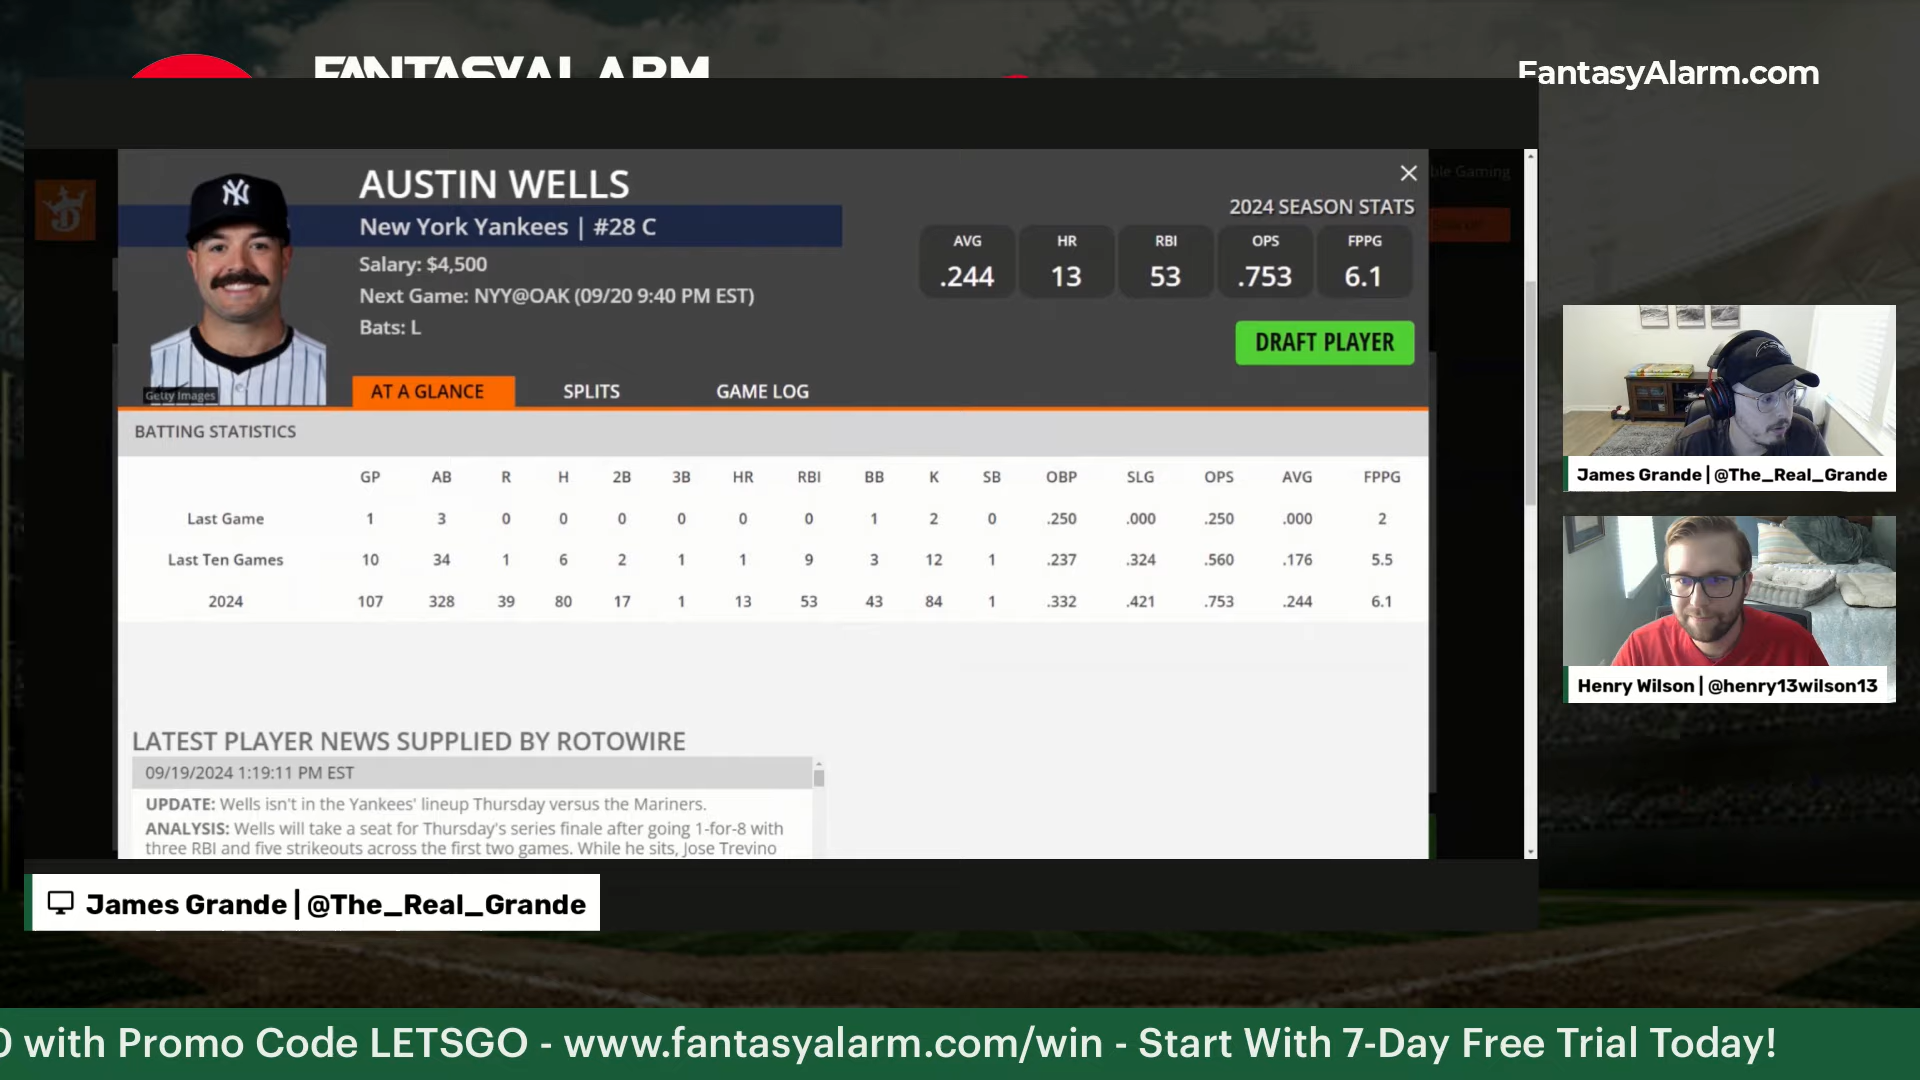 FANTASYALARM
FantasyAlarm.com
AUSTIN WELLS
New York Yankees | #28 C
Salary: $4,500
Next Game: NYY@OAK (09/20 9:40 PM EST)
Bats: L
Getty Images
2024 SEASON STATS
AVG HR RBI OPS FPPG
.244 13 53 .753 6.1
DRAFT PLAYER
AT A GLANCE SPLITS GAME LOG
BATTING STATISTICS
GP AB R H 2B 3B HR RBI BB K SB OBP SLG OPS AVG FPPG
Last Game 1 3 0 0 0 0 0 0 1 2 0 .250 .000 .250 .000 2
Last Ten Games 10 34 1 6 2 1 1 9 3 12 1 .237 .324 .560 .176 5.5
2024 107 328 39 80 17 1 13 53 43 84 1 .332 .421 .753 .244 6.1
LATEST PLAYER NEWS SUPPLIED BY ROTOWIRE
09/19/2024 1:19:11 PM EST
UPDATE: Wells isn't in the Yankees' lineup Thursday versus the Mariners.
ANALYSIS: Wells will take a seat for Thursday's series finale after going 1-for-8 with
three RBI and five strikeouts across the first two games. While he sits, Jose Trevino
James Grande | @The_Real_Grande
Henry Wilson | @henry13wilson13
James Grande | @The_Real_Grande
0 with Promo Code LETSGO - www.fantasyalarm.com/win - Start With 7-Day Free Trial Today!